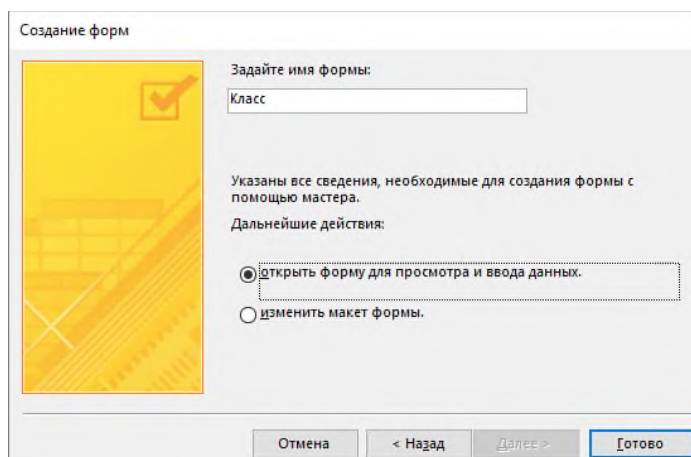 Создание форм
Задайте имя формы:
Класс
Указаны все сведения, необходимые для создания формы с
помощью мастера.
Дальнейшие действия:
открыть форму для просмотра и ввода данных.
изменить макет формы.
Отмена
< Назад
Далее >
Готово